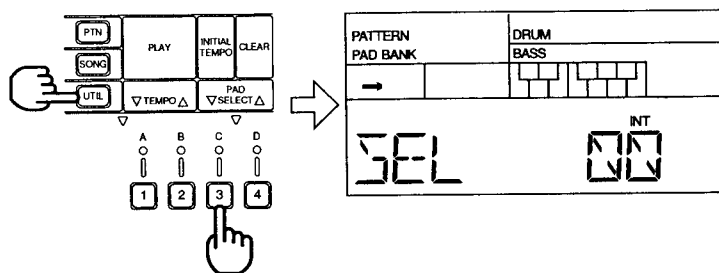 PTN
PLAY
INITIAL
TEMPO
CLEAR
SONG
UTIL
▽ TEMPO △
PAD
▽ SELECT △
A B C D
1 2 3 4
PATTERN
DRUM
PAD BANK
BASS
→
INT
SEL 00